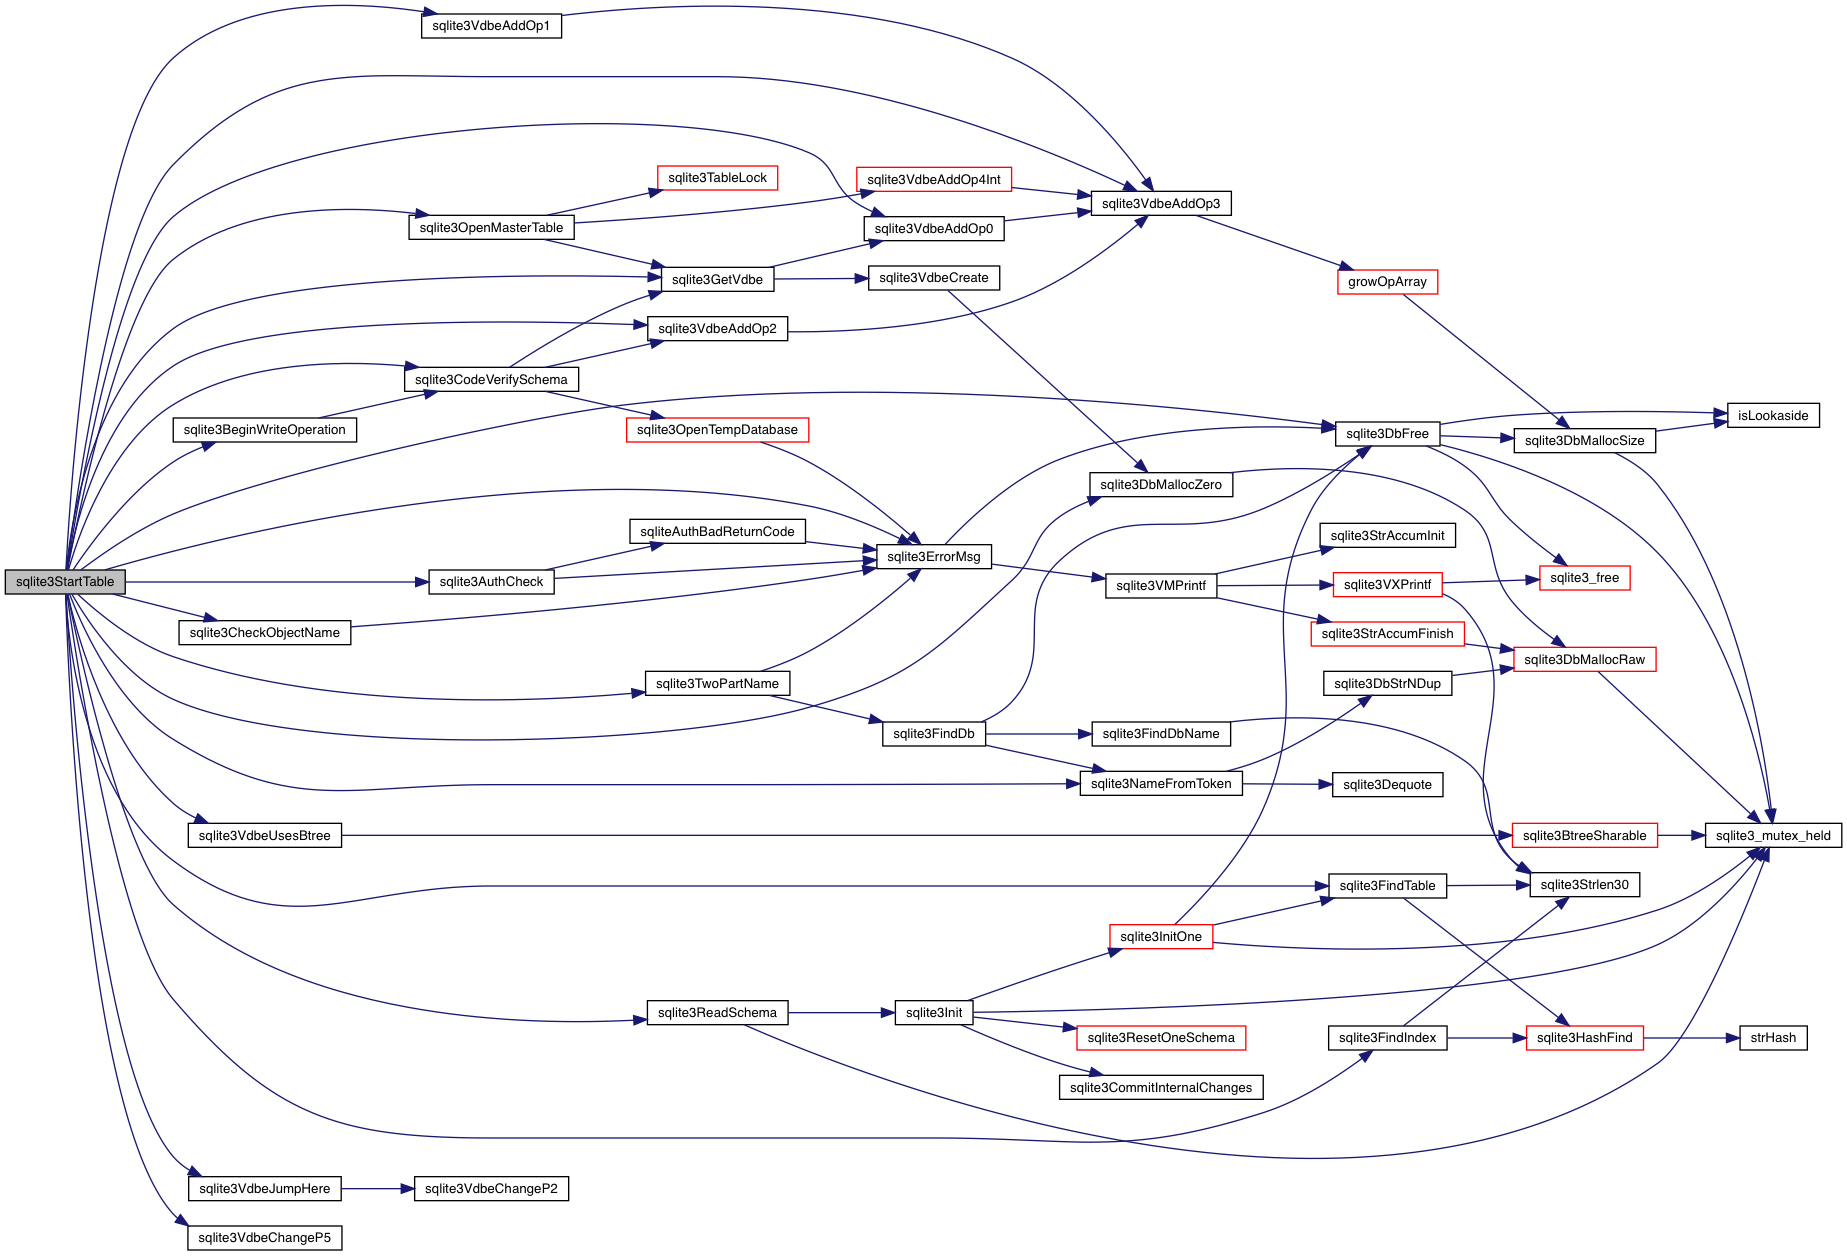 sqlite3VdbeAddOp1
sqlite3TableLock
sqlite3VdbeAddOp4Int
sqlite3VdbeAddOp3
sqlite3OpenMasterTable
sqlite3VdbeAddOp0
sqlite3GetVdbe
sqlite3VdbeCreate
growOpArray
sqlite3VdbeAddOp2
sqlite3CodeVerifySchema
isLookaside
sqlite3BeginWriteOperation
sqlite3OpenTempDatabase
sqlite3DbFree
sqlite3DbMallocSize
sqlite3DbMallocZero
sqliteAuthBadReturnCode
sqlite3StrAccumInit
sqlite3ErrorMsg
sqlite3StartTable
sqlite3AuthCheck
sqlite3VMPrintf
sqlite3VXPrintf
sqlite3_free
sqlite3CheckObjectName
sqlite3StrAccumFinish
sqlite3DbMallocRaw
sqlite3TwoPartName
sqlite3DbStrNDup
sqlite3FindDb
sqlite3FindDbName
sqlite3NameFromToken
sqlite3Dequote
sqlite3VdbeUsesBtree
sqlite3BtreeSharable
sqlite3_mutex_held
sqlite3FindTable
sqlite3Strlen30
sqlite3InitOne
sqlite3ReadSchema
sqlite3Init
sqlite3ResetOneSchema
sqlite3FindIndex
sqlite3HashFind
strHash
sqlite3CommitInternalChanges
sqlite3VdbeJumpHere
sqlite3VdbeChangeP2
sqlite3VdbeChangeP5